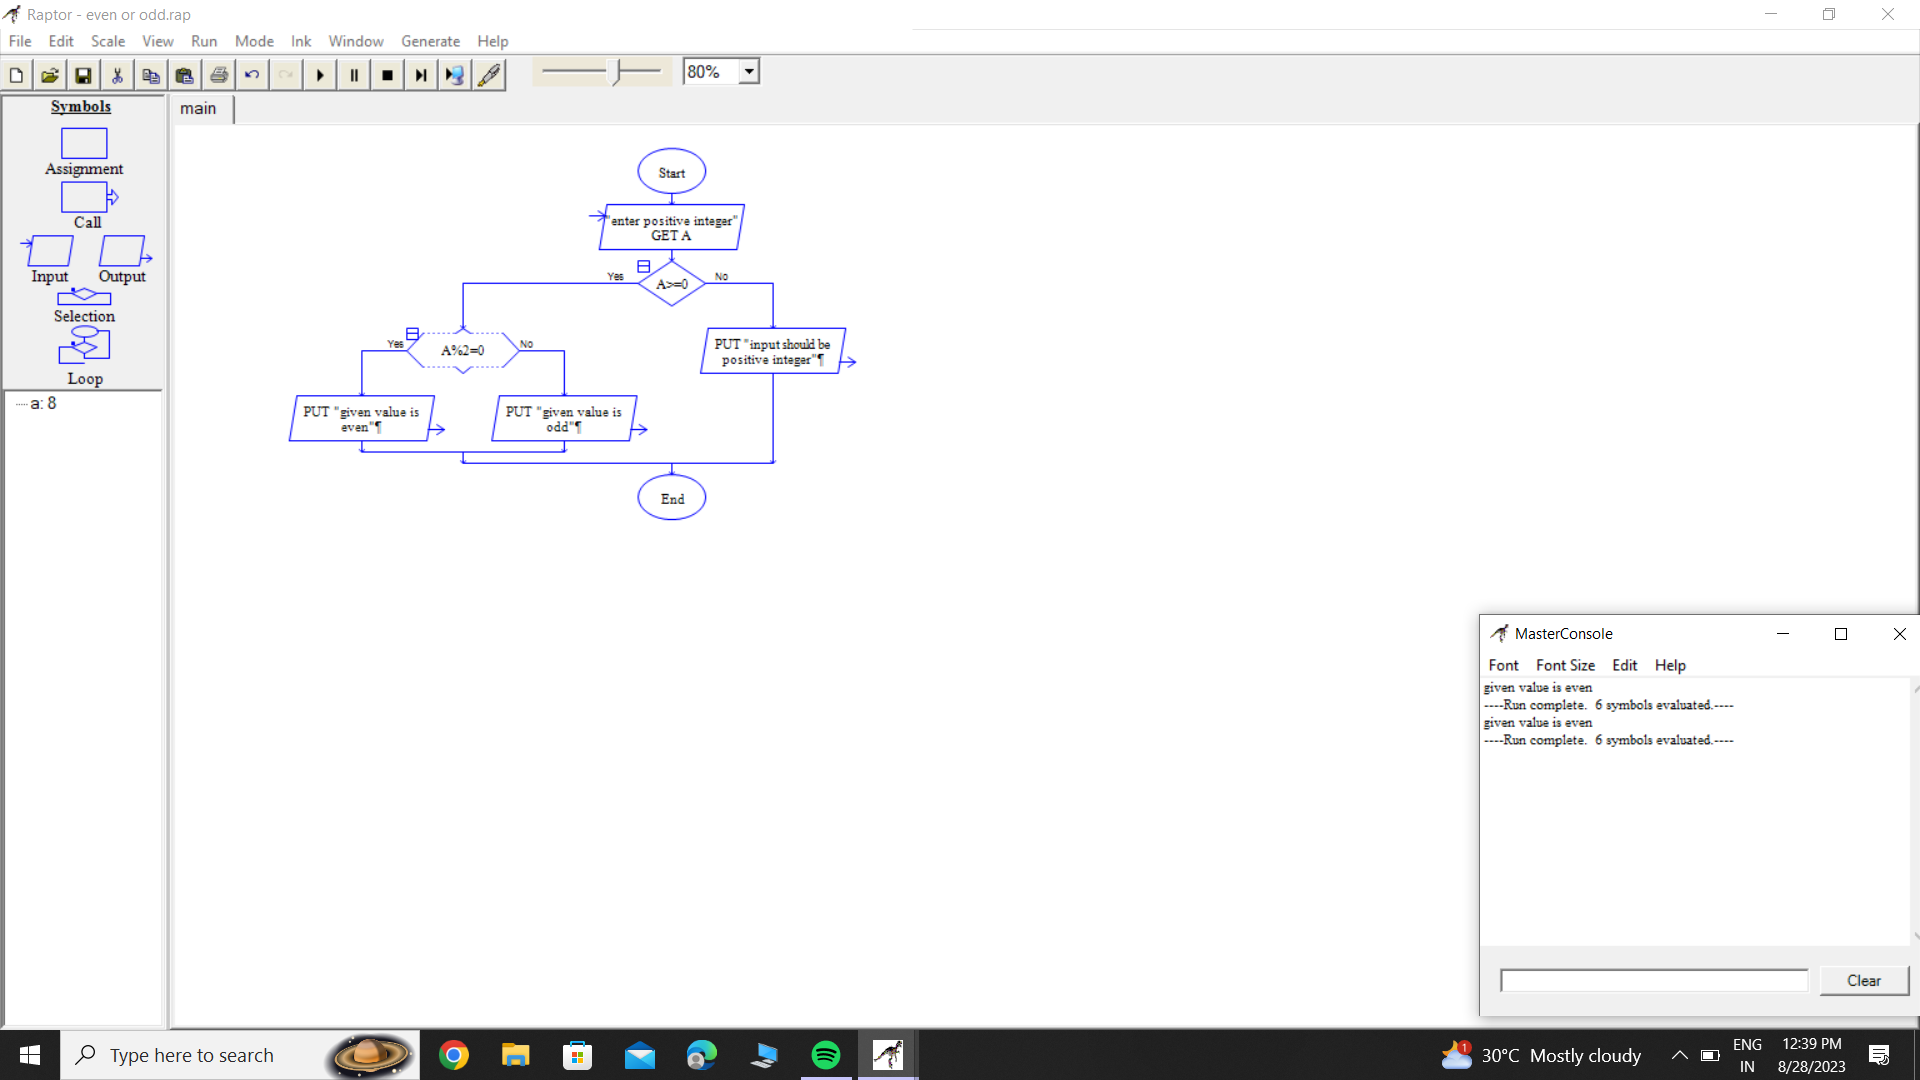 Raptor - even or odd.rap
File Edit Scale View Run Mode Ink Window Generate Help
80%
Symbols
main
Assignment
Call
Input Output
Selection
Loop
a: 8
Start
"enter positive integer"
GET A
Yes
No
A>=0
Yes
No
A%2=0
PUT "input should be
positive integer"¶
PUT "given value is
even"¶
PUT "given value is
odd"¶
End
MasterConsole
Font Font Size Edit Help
given value is even
----Run complete.  6 symbols evaluated.----
given value is even
----Run complete.  6 symbols evaluated.----
Clear
Type here to search
1
30°C Mostly cloudy
ENG
IN
12:39 PM
8/28/2023